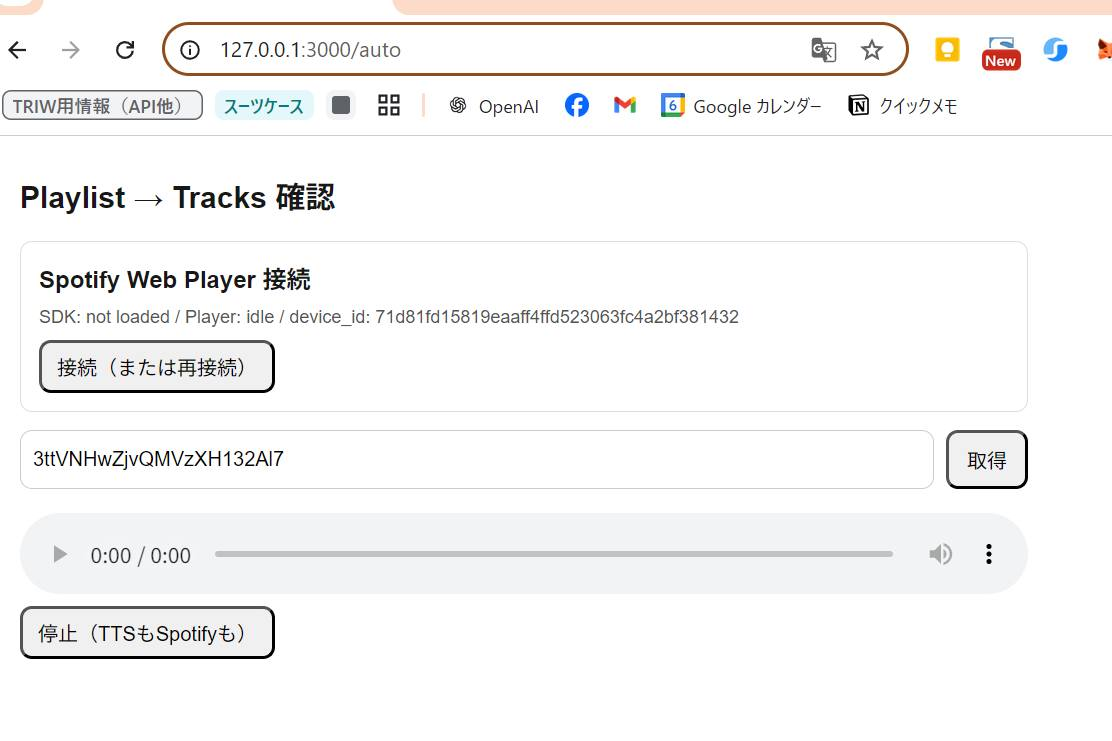 127.0.0.1:3000/auto
New
TRIW用情報（API他） スーツケース OpenAI 6 Google カレンダー N クイックメモ
Playlist → Tracks 確認
Spotify Web Player 接続
SDK: not loaded / Player: idle / device_id: 71d81fd15819eaaff4ffd523063fc4a2bf381432
接続（または再接続）
3ttVNHwZjvQMVzXH132Al7 取得
0:00 / 0:00
停止（TTSもSpotifyも）